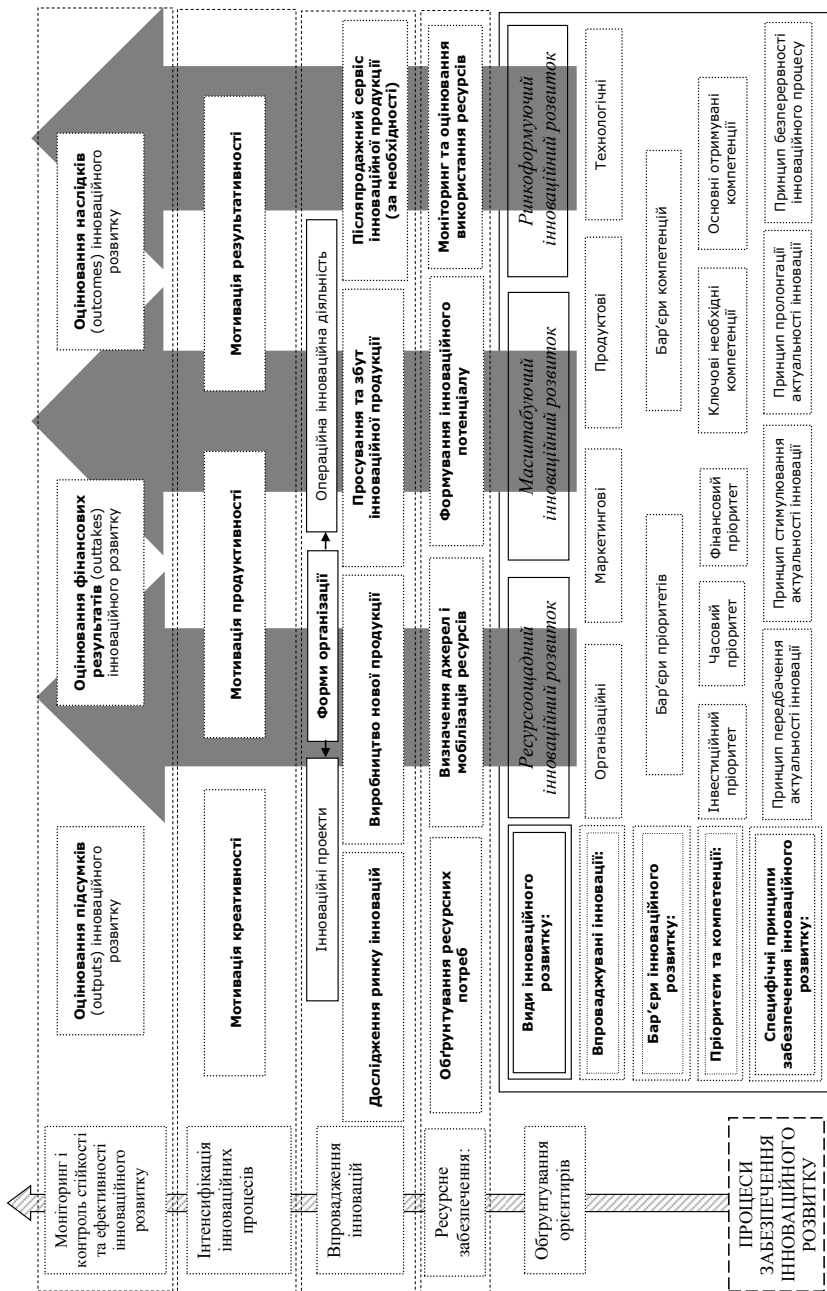 Моніторинг і
контроль стійкості
та ефективності
інноваційного
розвитку
Оцінювання підсумків
(outputs) інноваційного
розвитку
Оцінювання фінансових
результатів (outtakes)
інноваційного розвитку
Оцінювання наслідків
(outcomes) інноваційного
розвитку
Інтенсифікація
інноваційних
процесів
Мотивація креативності
Мотивація продуктивності
Мотивація результативності
Впровадження
інновацій
Інноваційні проекти
Форми організації
Операційна інноваційна діяльність
Дослідження ринку інновацій
Виробництво нової продукції
Просування та збут
інноваційної продукції
Післяпродажний сервіс
інноваційної продукції
(за необхідності)
Ресурсне
забезпечення:
Обґрунтування ресурсних
потреб
Визначення джерел і
мобілізація ресурсів
Формування інноваційного
потенціалу
Моніторинг та оцінювання
використання ресурсів
Обґрунтування
орієнтирів
Види інноваційного
розвитку:
Ресурсоощадний
інноваційний розвиток
Масштабуючий
інноваційний розвиток
Ринкоформуючий
інноваційний розвиток
Впроваджувані інновації:
Організаційні
Маркетингові
Продуктові
Технологічні
Бар’єри інноваційного
розвитку:
Бар’єри пріоритетів
Бар’єри компетенцій
Пріоритети та компетенції:
Інвестиційний
пріоритет
Часовий
пріоритет
Фінансовий
пріоритет
Ключові необхідні
компетенції
Основні отримувані
компетенції
Специфічні принципи
забезпечення інноваційного
розвитку:
Принцип передбачення
актуальності інновації
Принцип стимулювання
актуальності інновації
Принцип пролонгації
актуальності інновації
Принцип безперервності
інноваційного процесу
ПРОЦЕСИ
ЗАБЕЗПЕЧЕННЯ
ІННОВАЦІЙНОГО
РОЗВИТКУ